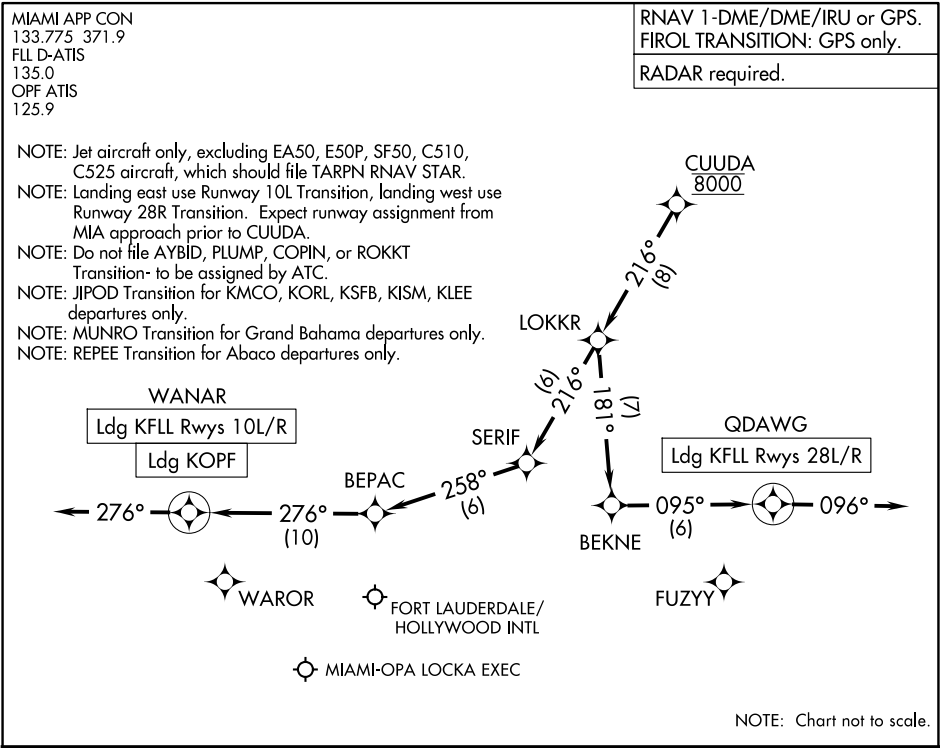 MIAMI APP CON
133.775 371.9
FLL D-ATIS
135.0
OPF ATIS
125.9
RNAV 1-DME/DME/IRU or GPS.
FIROL TRANSITION: GPS only.
RADAR required.
NOTE: Jet aircraft only, excluding EA50, E50P, SF50, C510,
C525 aircraft, which should file TARPN RNAV STAR.
NOTE: Landing east use Runway 10L Transition, landing west use
Runway 28R Transition. Expect runway assignment from
MIA approach prior to CUUDA.
NOTE: Do not file AYBID, PLUMP, COPIN, or ROKKT
Transition- to be assigned by ATC.
NOTE: JIPOD Transition for KMCO, KORL, KSFB, KISM, KLEE
departures only.
NOTE: MUNRO Transition for Grand Bahama departures only.
NOTE: REPEE Transition for Abaco departures only.
CUUDA
8000
216°
(8)
LOKKR
216°
(6)
181°
(7)
SERIF
258°
(6)
BEPAC
276°
(10)
WANAR
Ldg KFLL Rwys 10L/R
Ldg KOPF
276°
QDAWG
Ldg KFLL Rwys 28L/R
BEKNE
095°
(6)
096°
WAROR
FORT LAUDERDALE/
HOLLYWOOD INTL
FUZYY
MIAMI-OPA LOCKA EXEC
NOTE: Chart not to scale.